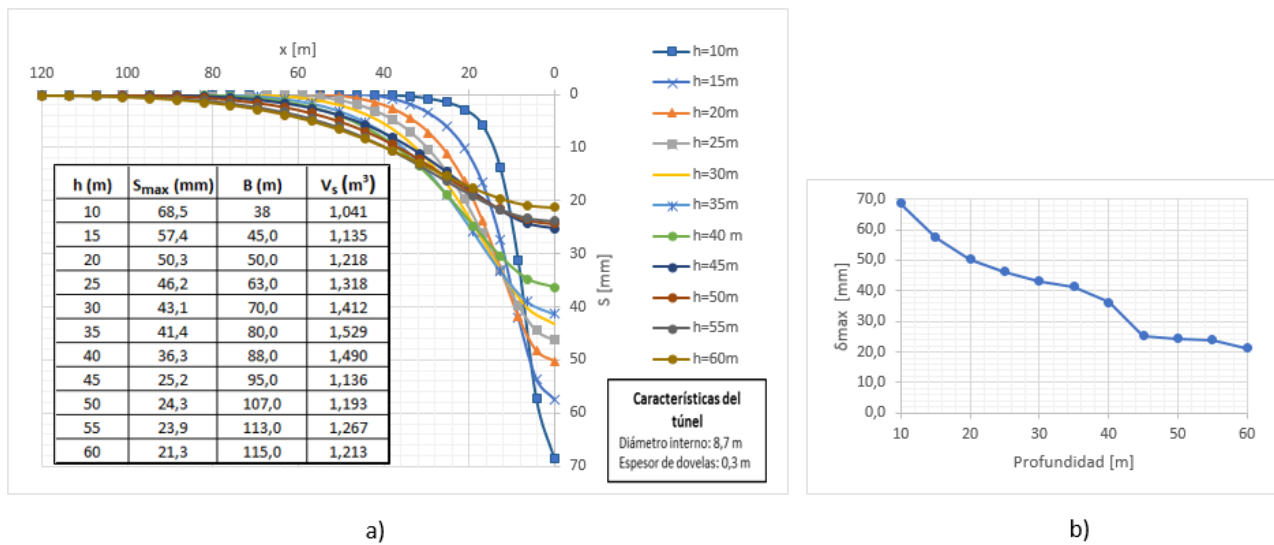 x [m]
120 100 80 60 40 20 0
0
10
20
30
40
50
60
70
S [mm]
h (m) Smax (mm) B (m) Vs (m³)
10 68,5 38 1,041
15 57,4 45,0 1,135
20 50,3 50,0 1,218
25 46,2 63,0 1,318
30 43,1 70,0 1,412
35 41,4 80,0 1,529
40 36,3 88,0 1,490
45 25,2 95,0 1,136
50 24,3 107,0 1,193
55 23,9 113,0 1,267
60 21,3 115,0 1,213
h=10m
h=15m
h=20m
h=25m
h=30m
h=35m
h=40 m
h=45m
h=50m
h=55m
h=60m
Características del
túnel
Diámetro interno: 8,7 m
Espesor de dovelas: 0,3 m
a)
70,0
60,0
50,0
40,0
30,0
20,0
10,0
0,0
δmax [mm]
10 20 30 40 50 60
Profundidad [m]
b)